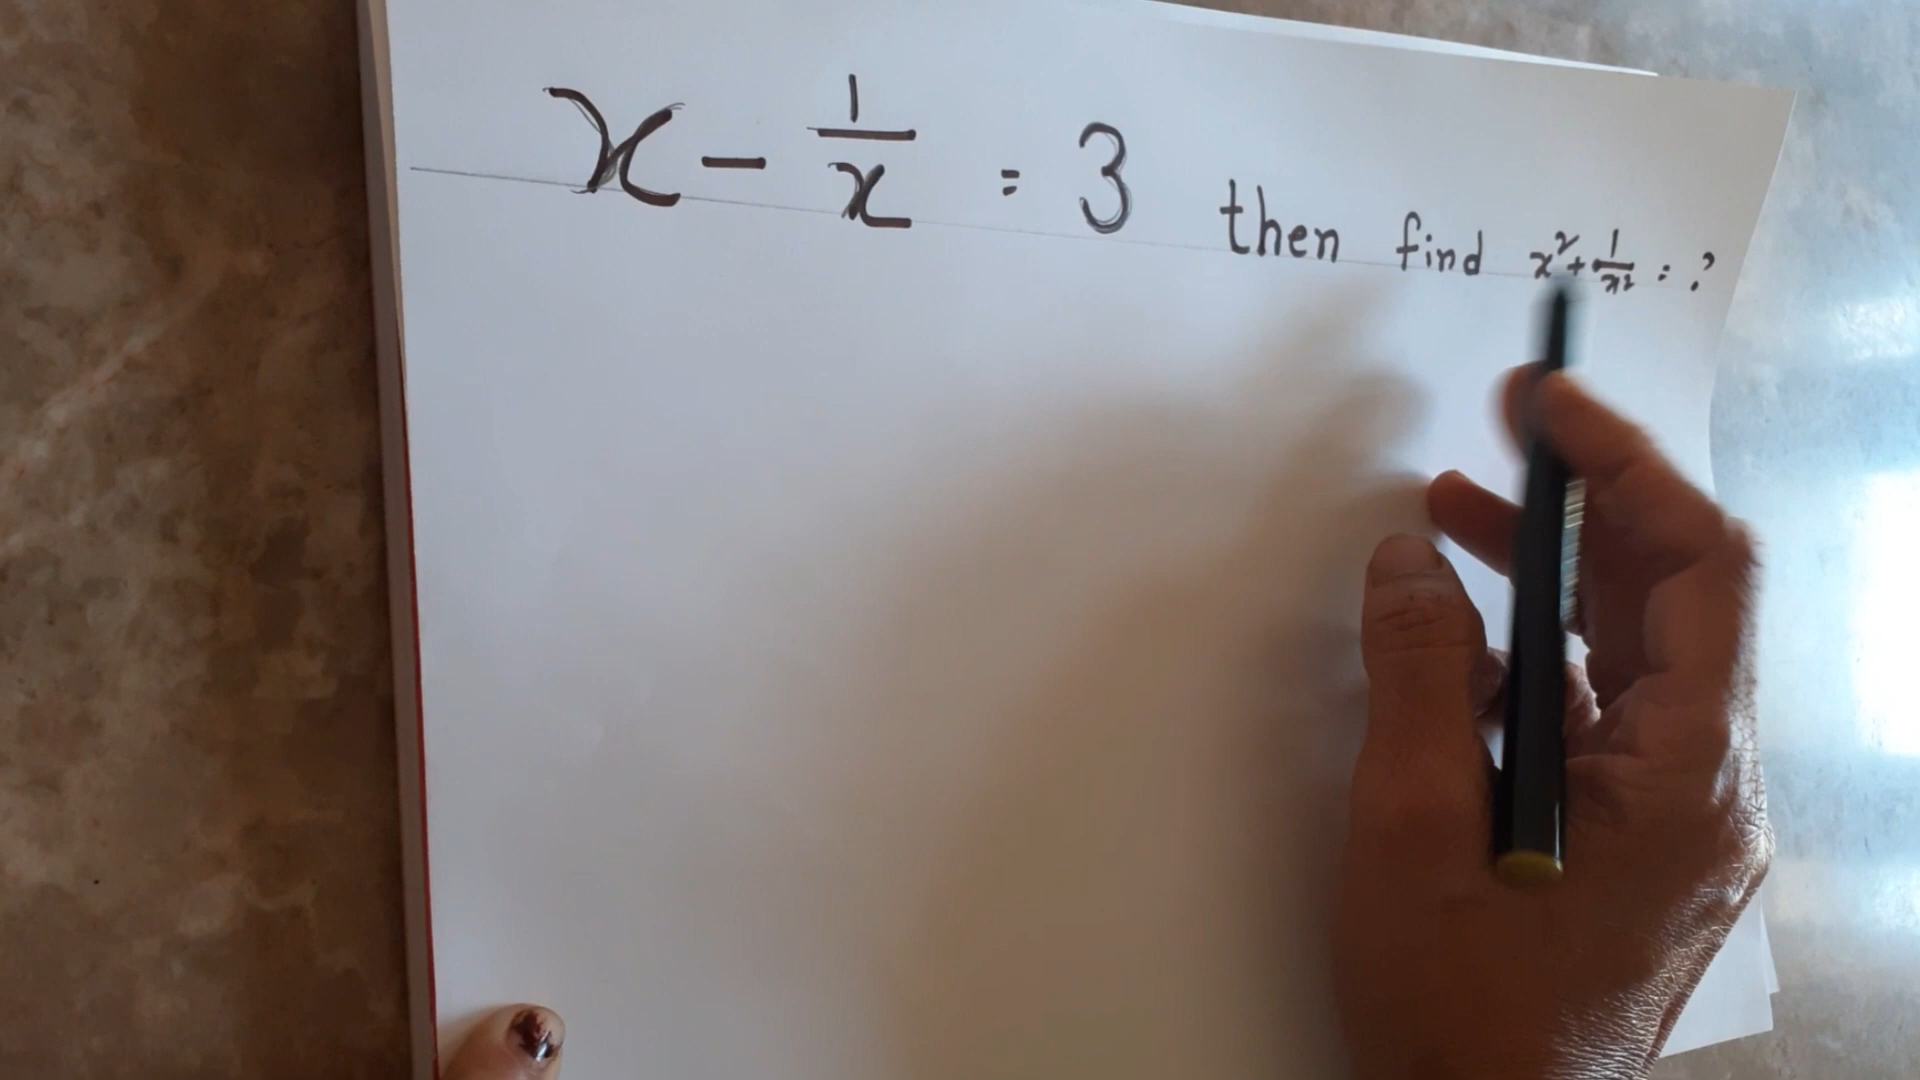 x - 1/x = 3 then find x² + 1/x² = ?